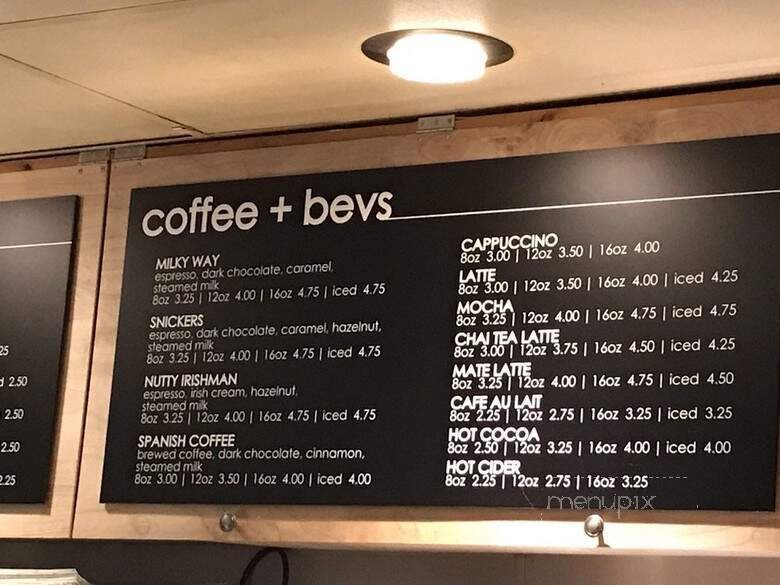 coffee + bevs
MILKY WAY
espresso, dark chocolate, caramel,
steamed milk
8oz 3.25 | 12oz 4.00 | 16oz 4.75 | iced 4.75
SNICKERS
espresso, dark chocolate, caramel, hazelnut,
steamed milk
8oz 3.25 | 12oz 4.00 | 16oz 4.75 | iced 4.75
NUTTY IRISHMAN
espresso, irish cream, hazelnut,
steamed milk
8oz 3.25 | 12oz 4.00 | 16oz 4.75 | iced 4.75
SPANISH COFFEE
brewed coffee, dark chocolate, cinnamon,
steamed milk
8oz 3.00 | 12oz 3.50 | 16oz 4.00 | iced 4.00
CAPPUCCINO
8oz 3.00 | 12oz 3.50 | 16oz 4.00
LATTE
8oz 3.00 | 12oz 3.50 | 16oz 4.00 | iced 4.25
MOCHA
8oz 3.25 | 12oz 4.00 | 16oz 4.75 | iced 4.75
CHAI TEA LATTE
8oz 3.00 | 12oz 3.75 | 16oz 4.50 | iced 4.25
MATE LATTE
8oz 3.25 | 12oz 4.00 | 16oz 4.75 | iced 4.50
CAFE AU LAIT
8oz 2.25 | 12oz 2.75 | 16oz 3.25 | iced 3.25
HOT COCOA
8oz 2.50 | 12oz 3.25 | 16oz 4.00 | iced 4.00
HOT CIDER
8oz 2.25 | 12oz 2.75 | 16oz 3.25
menupix
25
d 2.50
2.50
2.50
2.25